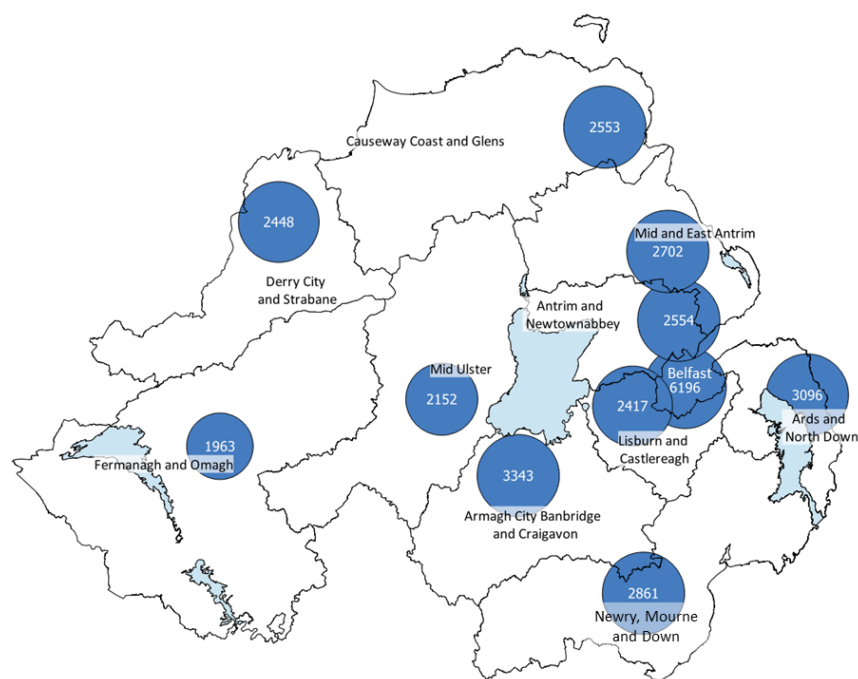 2553
Causeway Coast and Glens
2448
Mid and East Antrim
2702
Derry City
and Strabane
Antrim and
Newtownabbey
2554
Mid Ulster
2152
Belfast
6196
2417
3096
Lisburn and
Castlereagh
Ards and
North Down
1963
Fermanagh and Omagh
3343
Armagh City Banbridge
and Craigavon
2861
Newry, Mourne
and Down